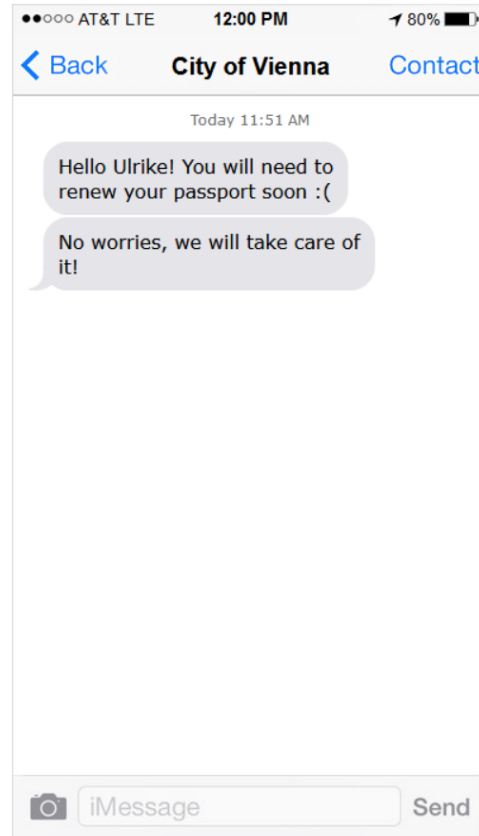 ●●○○○ AT&T LTE 12:00 PM 80%
Back City of Vienna Contact
Today 11:51 AM
Hello Ulrike! You will need to
renew your passport soon :(
No worries, we will take care of
it!
iMessage Send